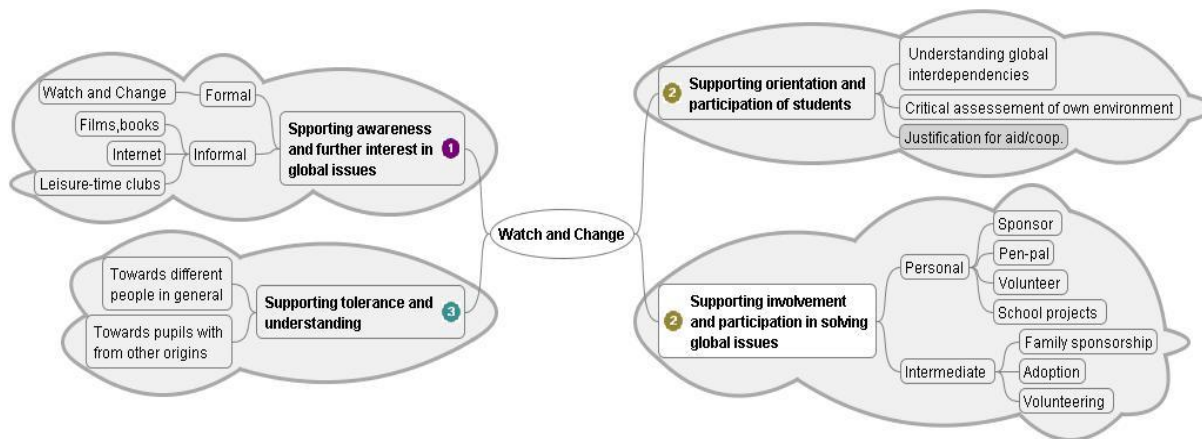 Watch and Change
Formal
Films,books
Internet
Leisure-time clubs
Informal
Spporting awareness
and further interest in
global issues
1
Towards different
people in general
Towards pupils with
from other origins
Supporting tolerance and
understanding
3
Watch and Change
2
Supporting orientation and
participation of students
Understanding global
interdependencies
Critical assessement of own environment
Justification for aid/coop.
2
Supporting involvement
and participation in solving
global issues
Personal
Sponsor
Pen-pal
Volunteer
School projects
Intermediate
Family sponsorship
Adoption
Volunteering